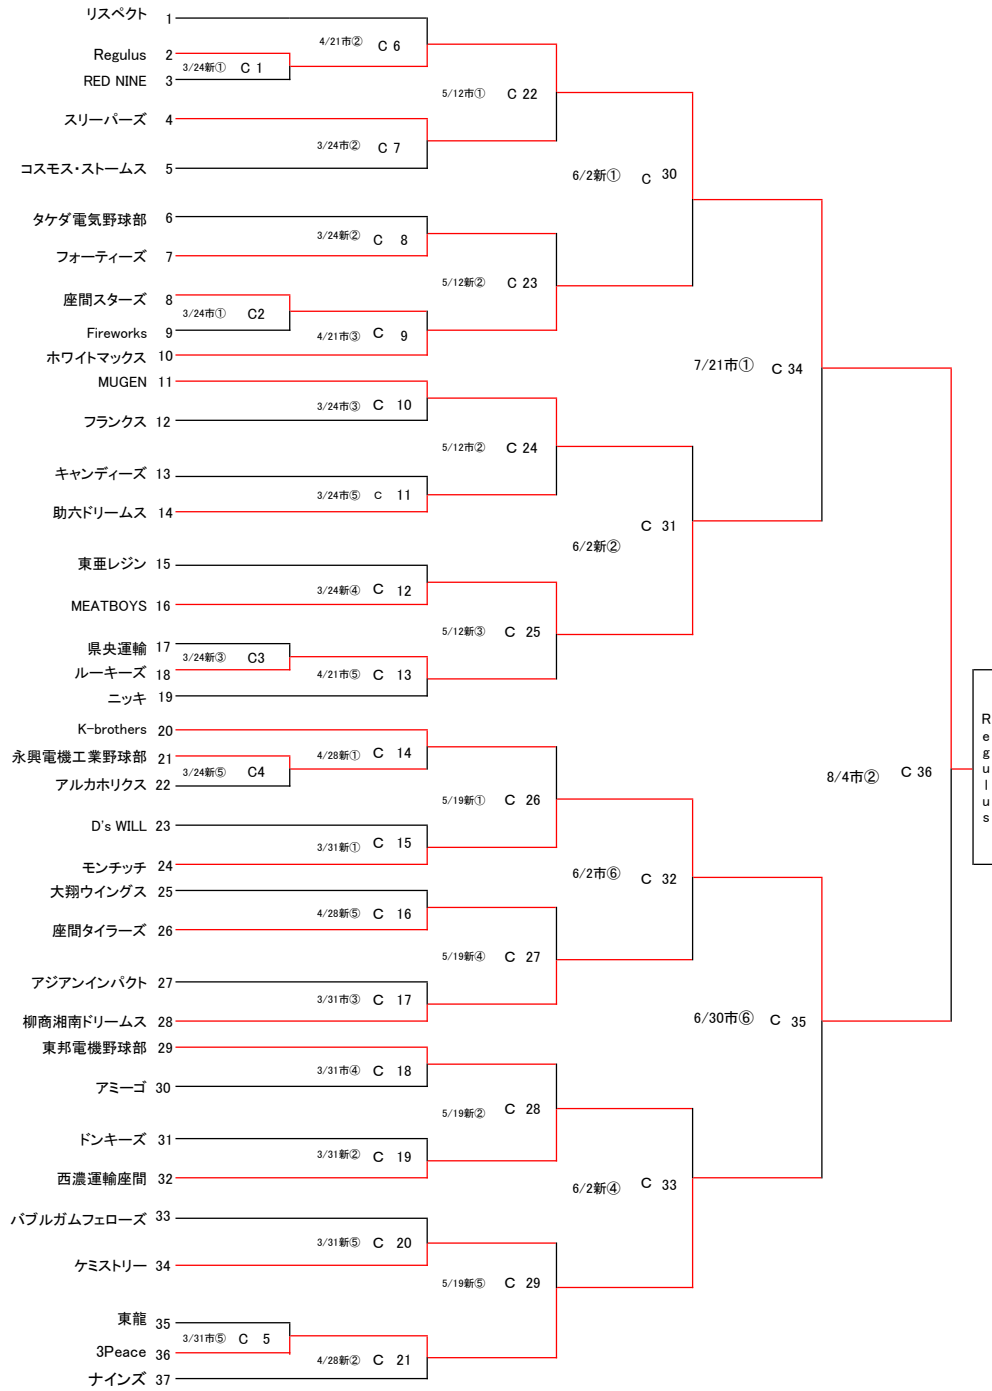 リスペクト 1
4/21市② C 6
Regulus 2
3/24新① C 1
RED NINE 3
5/12市① C 22
スリーパーズ 4
3/24市② C 7
コスモス・ストームス 5
6/2新① C 30
タケダ電気野球部 6
3/24新② C 8
フォーティーズ 7
5/12新② C 23
座間スターズ 8
3/24市① C2
Fireworks 9
4/21市③ C 9
ホワイトマックス 10
7/21市① C 34
MUGEN 11
3/24市③ C 10
フランクス 12
5/12市② C 24
キャンディーズ 13
3/24市⑤ C 11
助六ドリームス 14
6/2新② C 31
東亜レジン 15
3/24新④ C 12
MEATBOYS 16
5/12新③ C 25
県央運輸 17
3/24新③ C3
ルーキーズ 18
4/21市⑤ C 13
ニッキ 19
K-brothers 20
4/28新① C 14
永興電機工業野球部 21
3/24新⑤ C4
アルカホリクス 22
Regulus
8/4市② C 36
5/19新① C 26
D's WILL 23
3/31新① C 15
モンチッチ 24
6/2市⑥ C 32
大翔ウイングス 25
4/28新⑤ C 16
座間タイラーズ 26
5/19新④ C 27
アジアンインパクト 27
3/31市③ C 17
柳商湘南ドリームス 28
6/30市⑥ C 35
東邦電機野球部 29
3/31市④ C 18
アミーゴ 30
5/19新② C 28
ドンキーズ 31
3/31新② C 19
西濃運輸座間 32
6/2新④ C 33
バブルガムフェローズ 33
3/31新⑤ C 20
ケミストリー 34
5/19新⑤ C 29
東龍 35
3/31市⑤ C 5
3Peace 36
4/28新② C 21
ナインズ 37